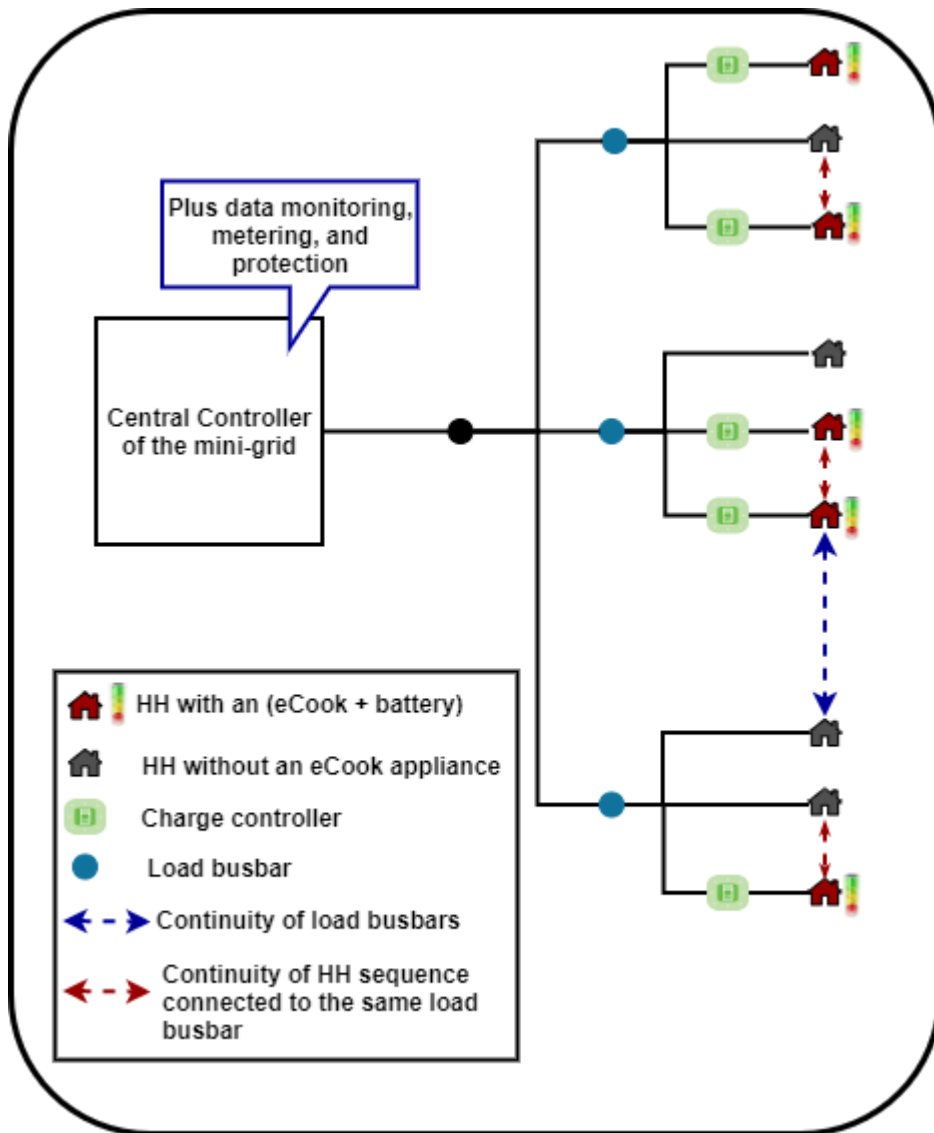 Plus data monitoring,
metering, and
protection
Central Controller
of the mini-grid
HH with an (eCook + battery)
HH without an eCook appliance
Charge controller
Load busbar
Continuity of load busbars
Continuity of HH sequence
connected to the same load
busbar